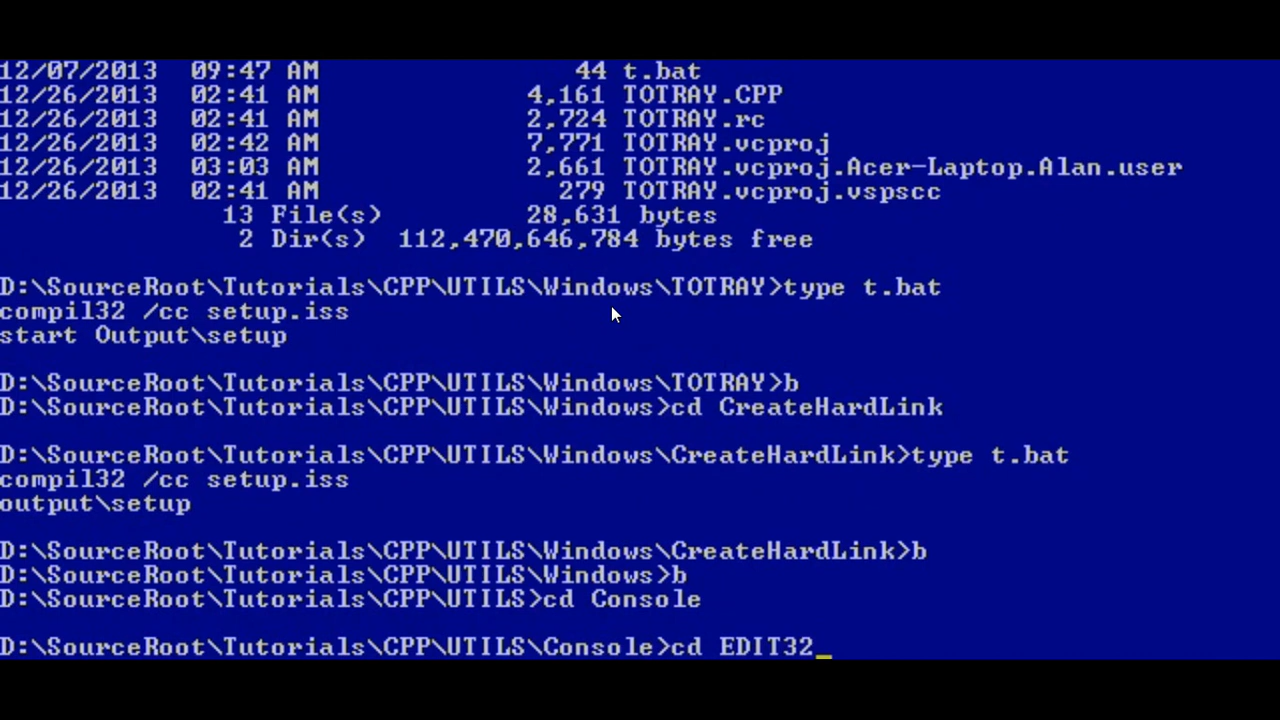 12/07/2013  09:47 AM                44 t.bat
12/26/2013  02:41 AM             4,161 TOTRAY.CPP
12/26/2013  02:41 AM             2,724 TOTRAY.rc
12/26/2013  02:42 AM             7,771 TOTRAY.vcproj
12/26/2013  03:03 AM             2,661 TOTRAY.vcproj.Acer-Laptop.Alan.user
12/26/2013  02:41 AM               279 TOTRAY.vcproj.vspscc
              13 File(s)         28,631 bytes
               2 Dir(s)  112,470,646,784 bytes free
D:\SourceRoot\Tutorials\CPP\UTILS\Windows\TOTRAY>type t.bat
compil32 /cc setup.iss
start Output\setup
D:\SourceRoot\Tutorials\CPP\UTILS\Windows\TOTRAY>b
D:\SourceRoot\Tutorials\CPP\UTILS\Windows>cd CreateHardLink
D:\SourceRoot\Tutorials\CPP\UTILS\Windows\CreateHardLink>type t.bat
compil32 /cc setup.iss
output\setup
D:\SourceRoot\Tutorials\CPP\UTILS\Windows\CreateHardLink>b
D:\SourceRoot\Tutorials\CPP\UTILS\Windows>b
D:\SourceRoot\Tutorials\CPP\UTILS>cd Console
D:\SourceRoot\Tutorials\CPP\UTILS\Console>cd EDIT32_